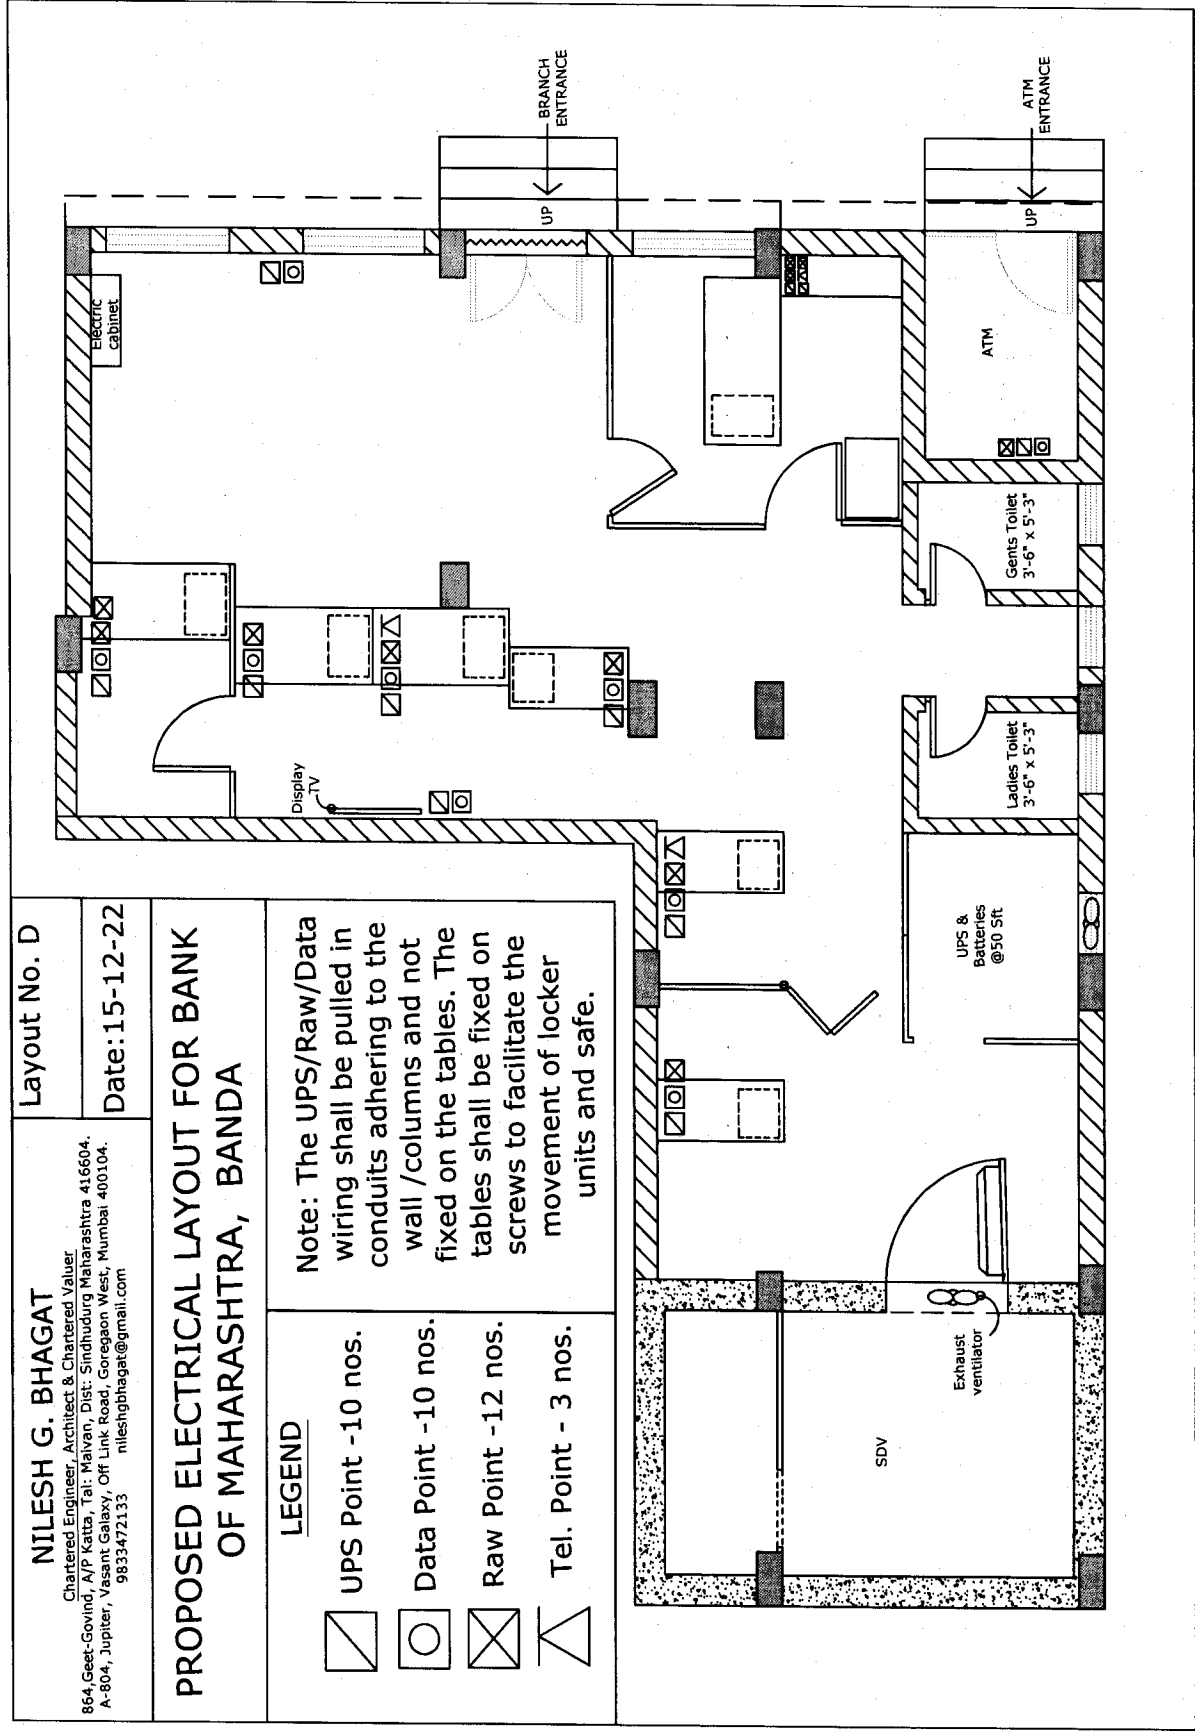 NILESH G. BHAGAT
Chartered Engineer, Architect & Chartered Valuer
864,Geet-Govind, A/P Katta, Tal: Malvan, Dist: Sindhudurg Maharashtra 416604.
A-804, Jupiter, Vasant Galaxy, Off Link Road, Goregaon West, Mumbai 400104.
9833472133 nileshgbhagat@gmail.com
Layout No. D
Date:15-12-22
PROPOSED ELECTRICAL LAYOUT FOR BANK
OF MAHARASHTRA, BANDA
LEGEND
UPS Point -10 nos.
Data Point -10 nos.
Raw Point -12 nos.
Tel. Point - 3 nos.
Note: The UPS/Raw/Data
wiring shall be pulled in
conduits adhering to the
wall /columns and not
fixed on the tables. The
tables shall be fixed on
screws to facilitate the
movement of locker
units and safe.
Electric
cabinet
Display
TV
BRANCH
ENTRANCE
UP
ATM
ENTRANCE
UP
ATM
Gents Toilet
3'-6" x 5'-3"
Ladies Toilet
3'-6" x 5'-3"
UPS &
Batteries
@50 Sft
Exhaust
ventilator
SDV